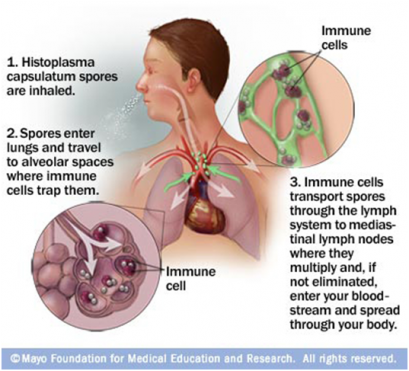 Immune
cells
1. Histoplasma
capsulatum spores
are inhaled.
2. Spores enter
lungs and travel
to alveolar spaces
where immune
cells trap them.
Immune
cell
3. Immune cells
transport spores
through the lymph
system to medias-
tinal lymph nodes
where they
multiply and, if
not eliminated,
enter your blood-
stream and spread
through your body.
©Mayo Foundation for Medical Education and Research. All rights reserved.